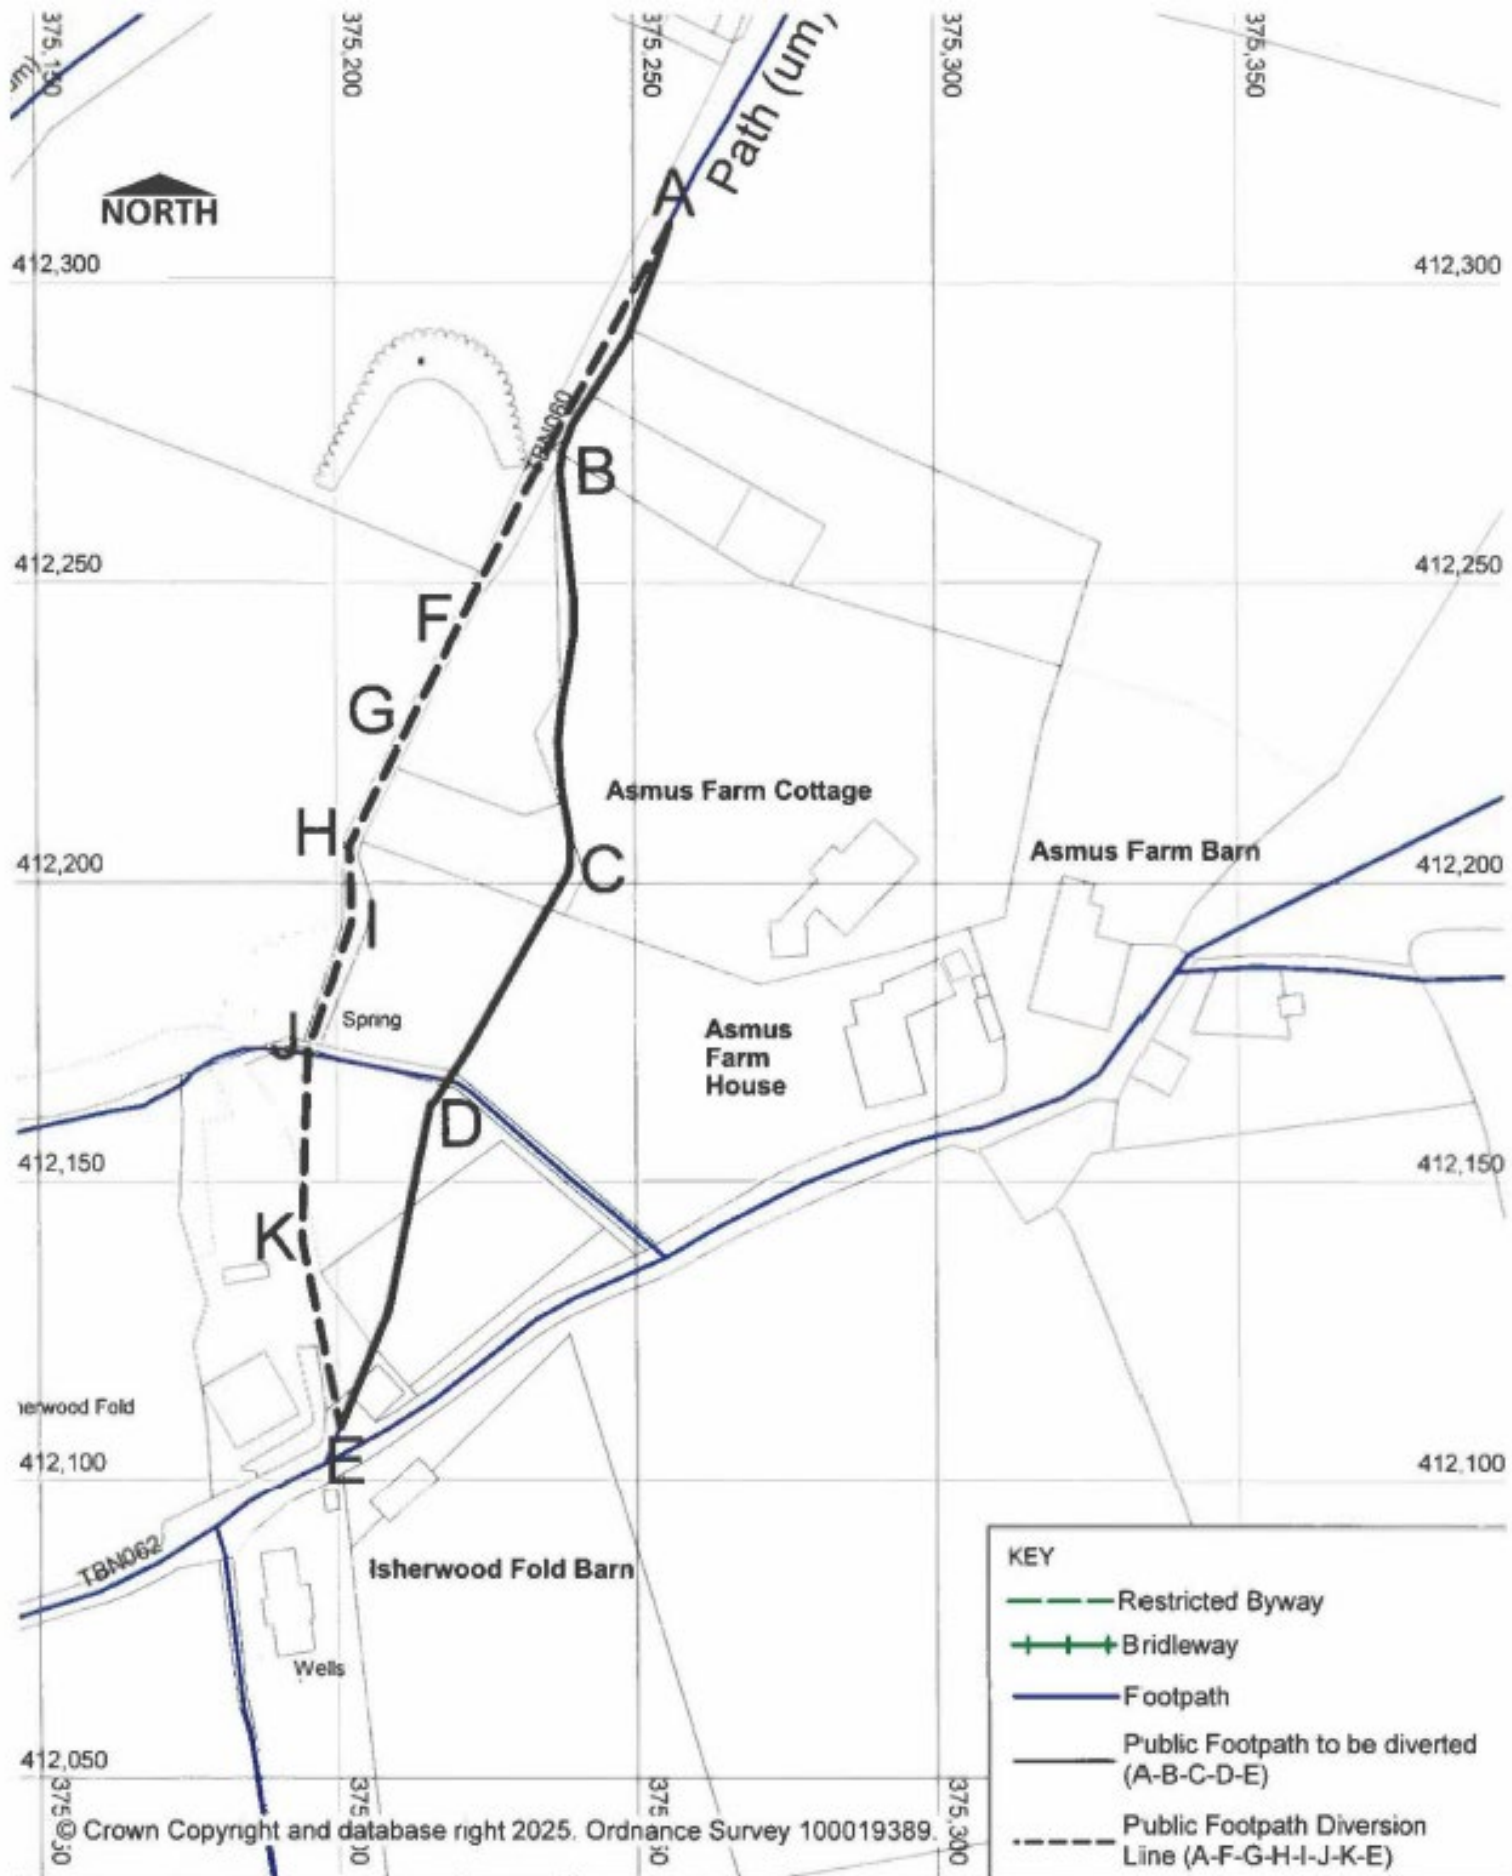 375,150
375,200
375,250
375,300
375,350
Path (um)
NORTH
A
412,300
412,300
TBN060
B
412,250
412,250
F
G
Asmus Farm Cottage
H
Asmus Farm Barn
412,200
412,200
C
I
J
Spring
Asmus
Farm
House
D
412,150
412,150
K
412,100
412,100
E
TBN062
Isherwood Fold Barn
Wells
412,050
375,300
KEY
Restricted Byway
Bridleway
Footpath
Public Footpath to be diverted
(A-B-C-D-E)
Public Footpath Diversion
Line (A-F-G-H-I-J-K-E)
© Crown Copyright and database right 2025. Ordnance Survey 100019389.